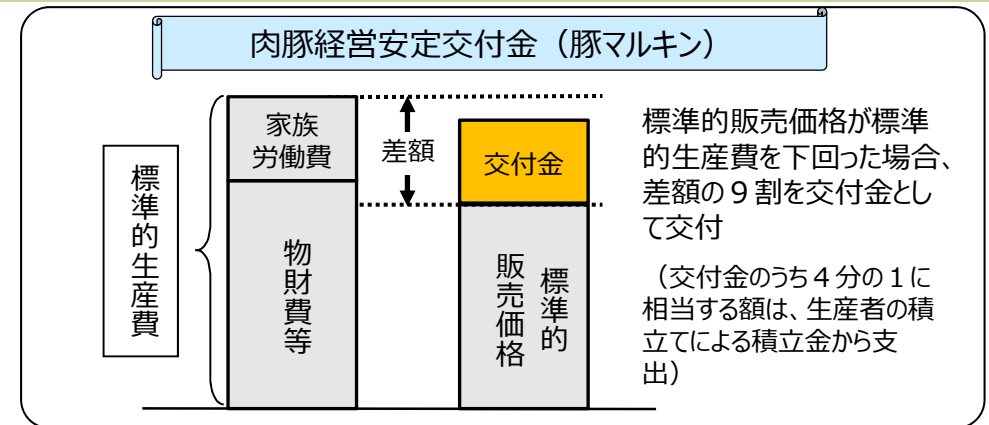 肉豚経営安定交付金（豚マルキン）
標準的生産費
家族
労働費
物財費等
差額
交付金
標準的
販売価格
標準的販売価格が標準
的生産費を下回った場合、
差額の９割を交付金とし
て交付
（交付金のうち４分の１に
相当する額は、生産者の積
立てによる積立金から支
出）